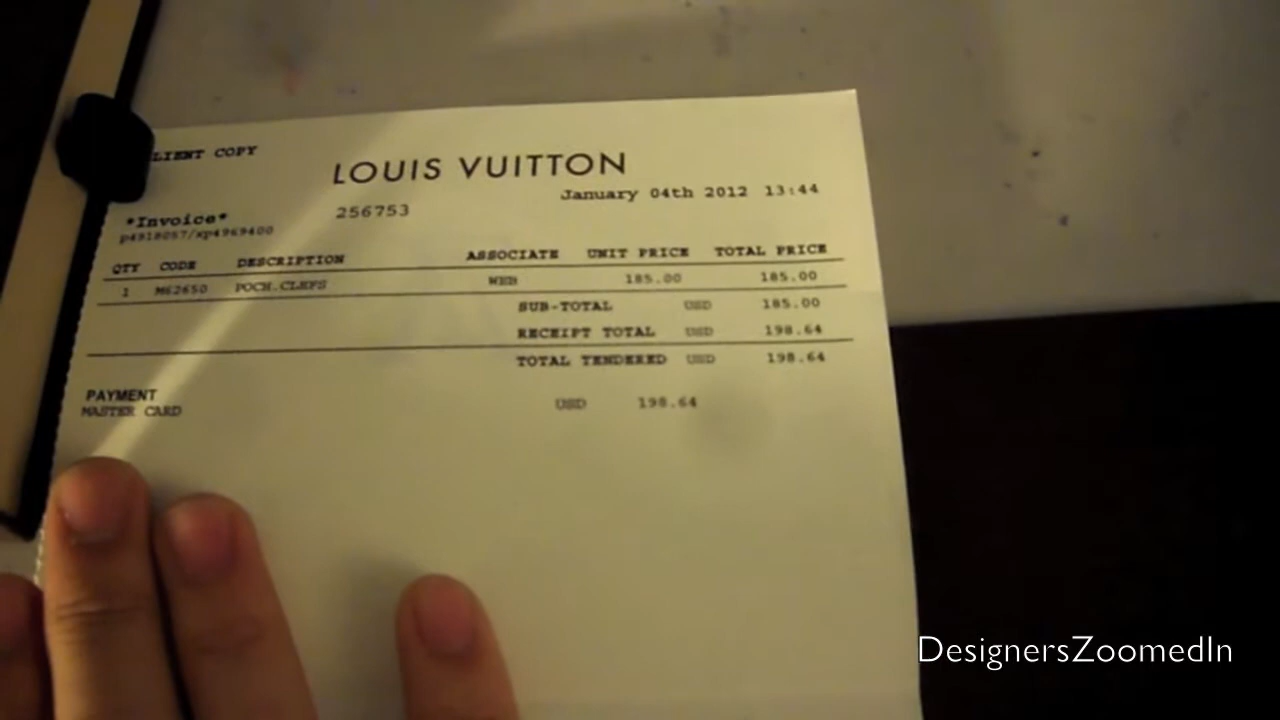 CLIENT COPY
LOUIS VUITTON
January 04th 2012 13:44
*Invoice* 256753
p4918057/xp4969400
QTY CODE DESCRIPTION ASSOCIATE UNIT PRICE TOTAL PRICE
1 M62650 POCH.CLEFS WEB 185.00 185.00
SUB-TOTAL USD 185.00
RECEIPT TOTAL USD 198.64
TOTAL TENDERED USD 198.64
PAYMENT
MASTER CARD USD 198.64
DesignersZoomedIn